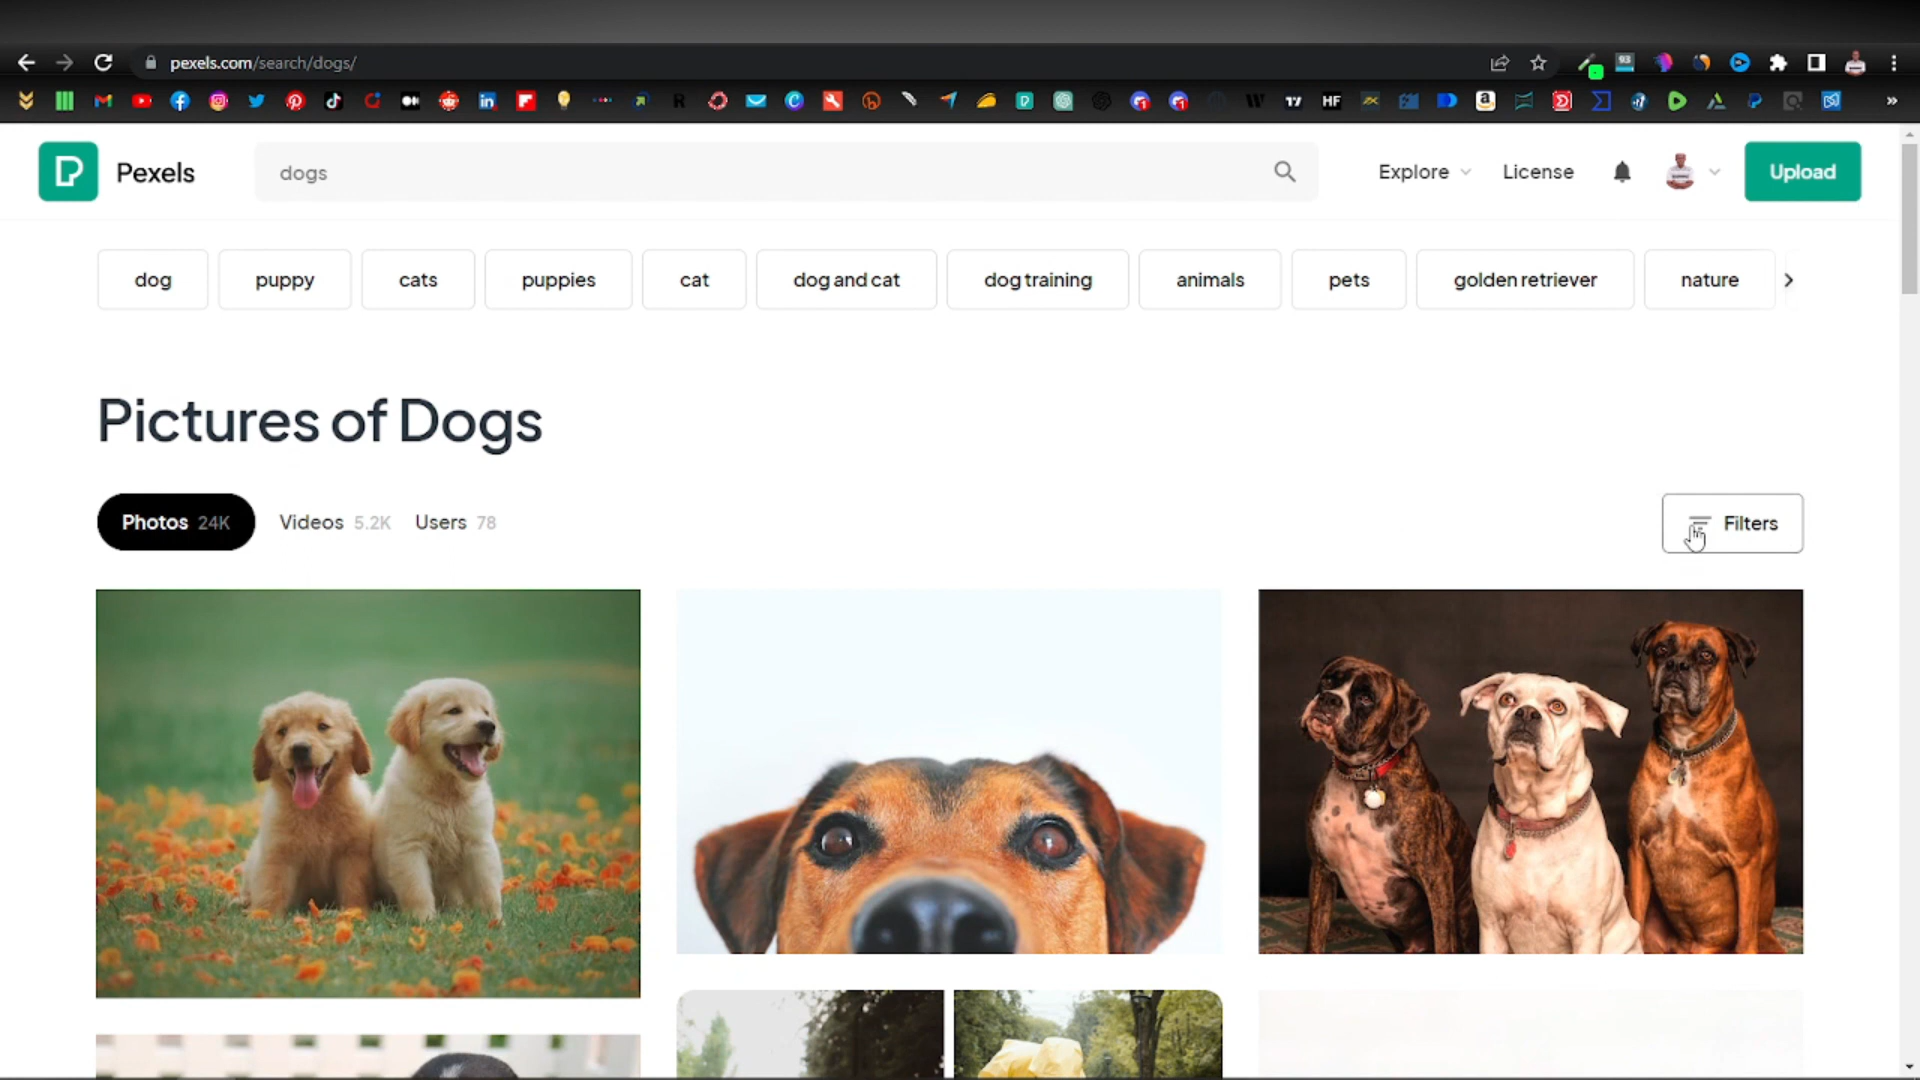 pexels.com/search/dogs/
93
HF
Pexels
dogs
Explore
License
Upload
dog
puppy
cats
puppies
cat
dog and cat
dog training
animals
pets
golden retriever
nature
Pictures of Dogs
Photos 24K
Videos 5.2K
Users 78
Filters